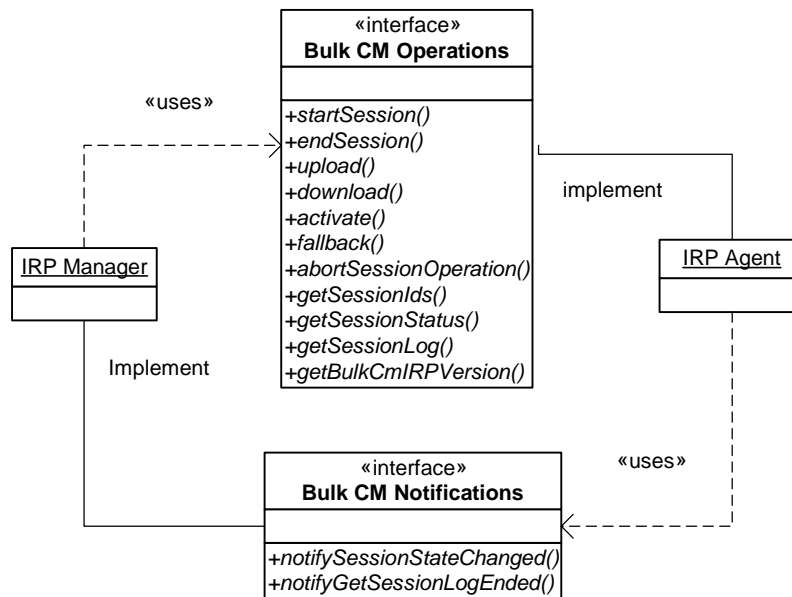 «interface»
Bulk CM Operations
«uses»
+startSession()
+endSession()
+upload()
+download()
+activate()
+fallback()
+abortSessionOperation()
+getSessionIds()
+getSessionStatus()
+getSessionLog()
+getBulkCmIRPVersion()
implement
IRP Manager
IRP Agent
Implement
«uses»
«interface»
Bulk CM Notifications
+notifySessionStateChanged()
+notifyGetSessionLogEnded()